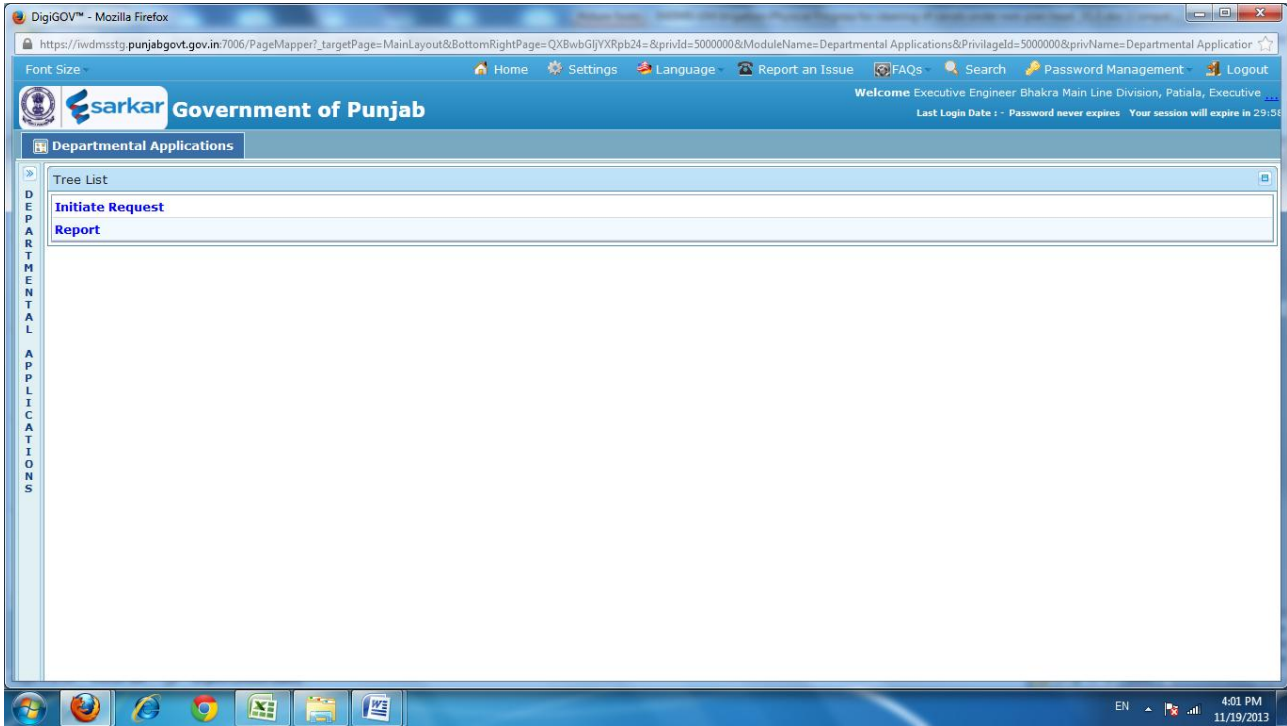 DigiGOV™ - Mozilla Firefox
https://iwdmsstg.punjabgovt.gov.in:7006/PageMapper?_targetPage=MainLayout&BottomRightPage=QXBwbGljYXRpb24=&privId=5000000&ModuleName=Departmental Applications&PrivilageId=5000000&privName=Departmental Applicatior
Font Size Home Settings Language Report an Issue FAQs Search Password Management Logout
Welcome Executive Engineer Bhakra Main Line Division, Patiala, Executive ...
Esarkar Government of Punjab
Last Login Date : - Password never expires Your session will expire in 29:58
Departmental Applications
Tree List
Initiate Request
Report
DEPARTMENTAL APPLICATIONS
EN
4:01 PM
11/19/2013